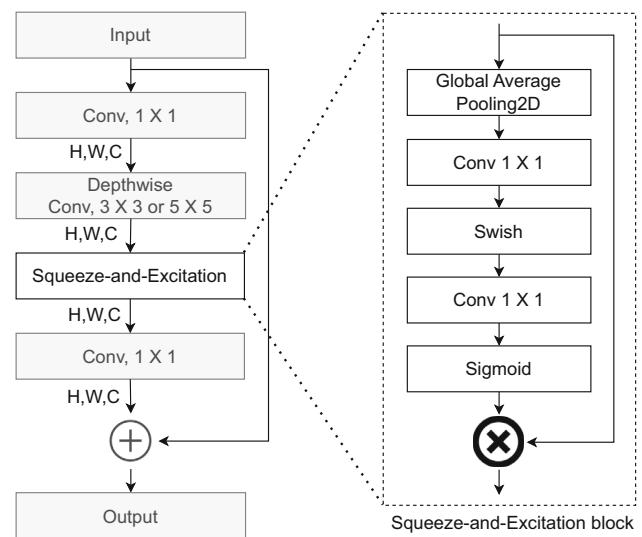 Input
Conv, 1 X 1
H,W,C
Depthwise
Conv, 3 X 3 or 5 X 5
H,W,C
Squeeze-and-Excitation
H,W,C
Conv, 1 X 1
H,W,C
Output
Global Average
Pooling2D
Conv 1 X 1
Swish
Conv 1 X 1
Sigmoid
Squeeze-and-Excitation block